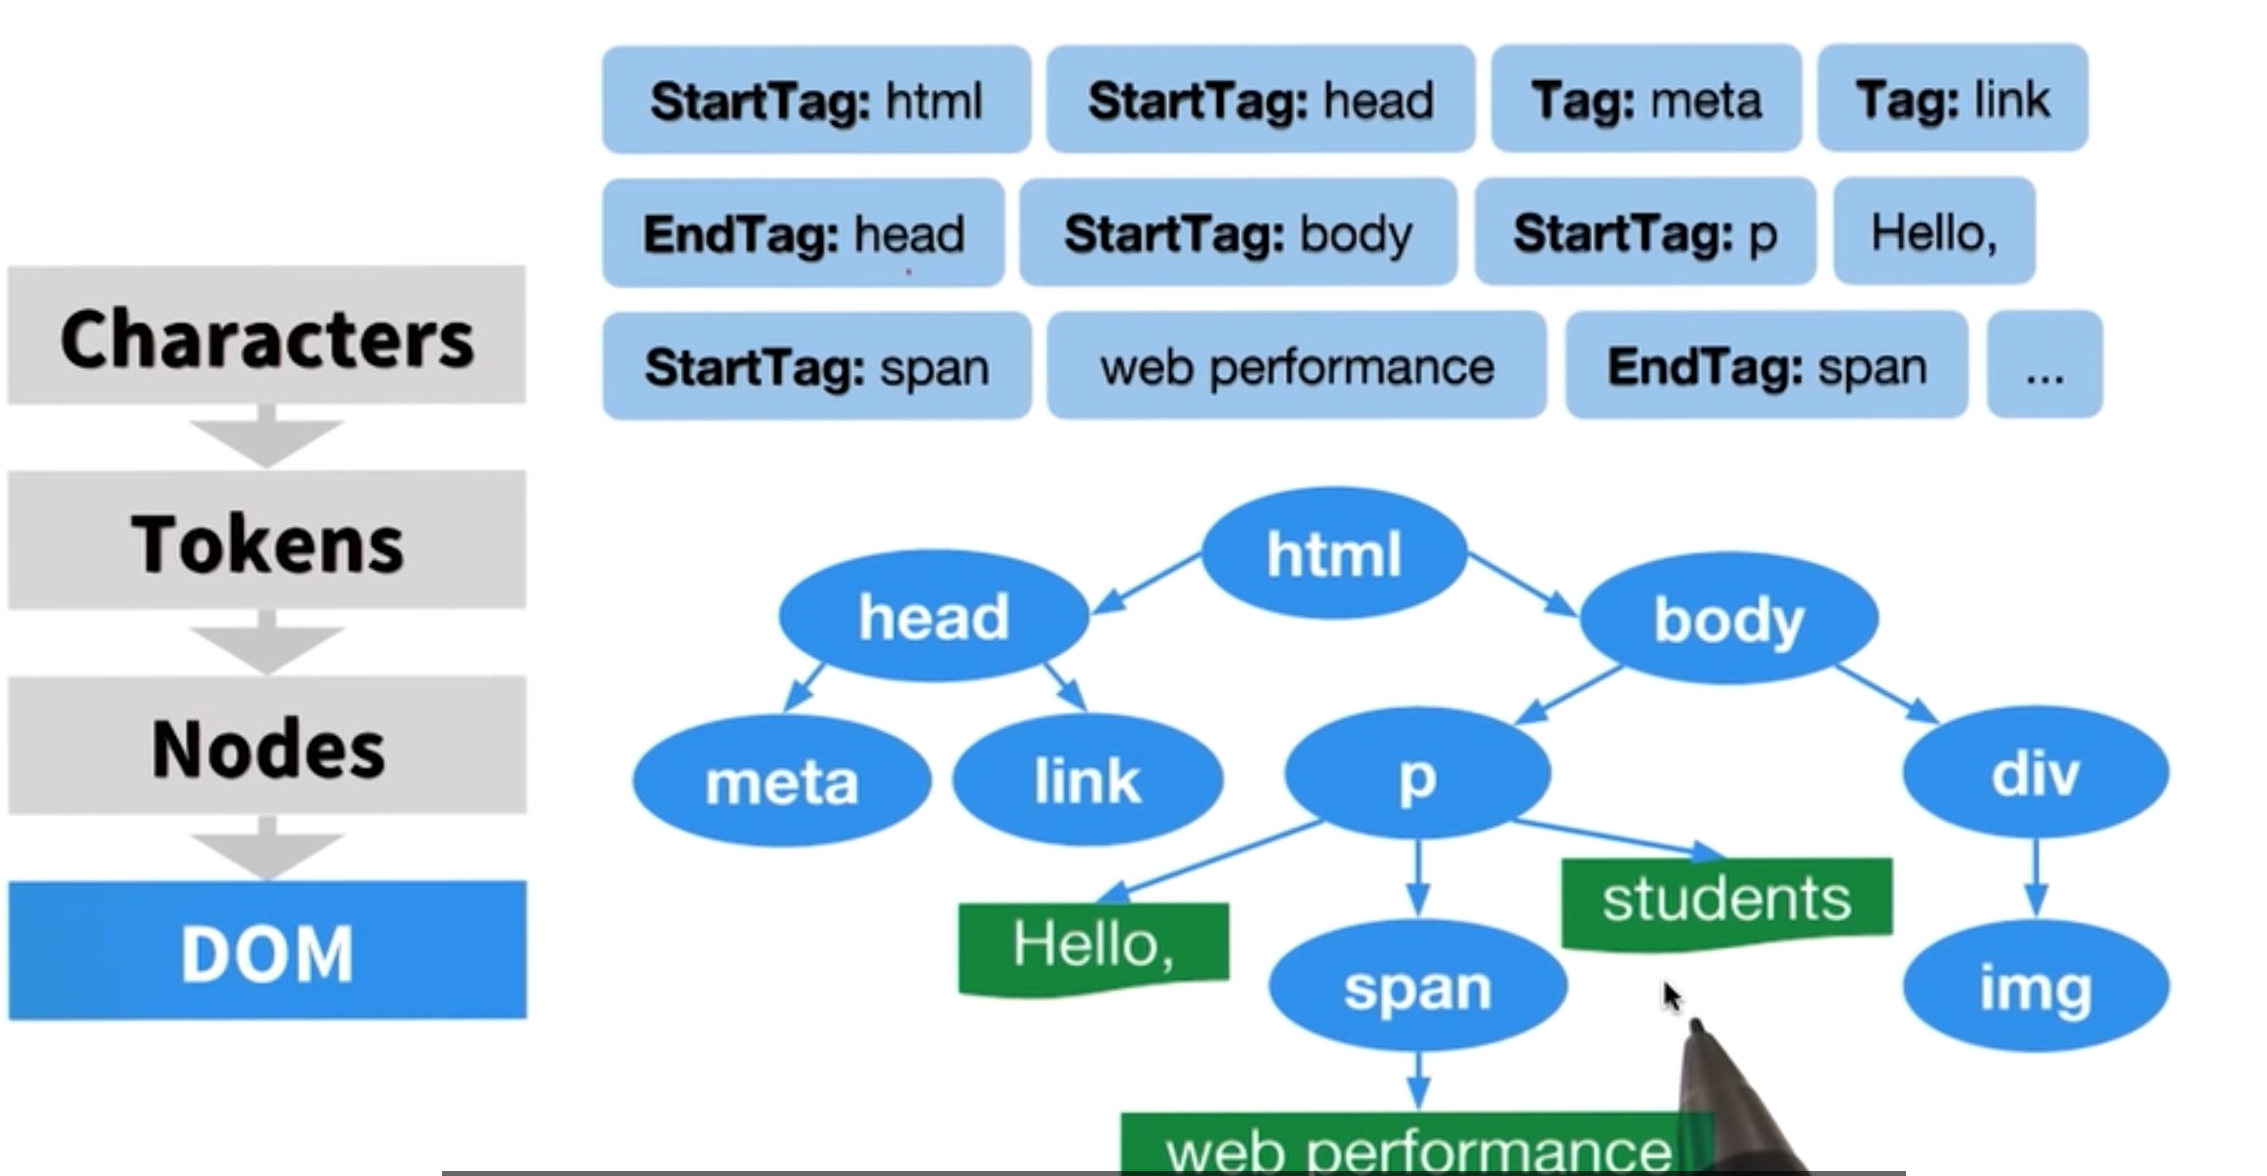 StartTag: html StartTag: head Tag: meta Tag: link
EndTag: head StartTag: body StartTag: p Hello,
StartTag: span web performance EndTag: span ...
Characters
Tokens
Nodes
DOM
html
head body
meta link p div
Hello, students
span img
web performance